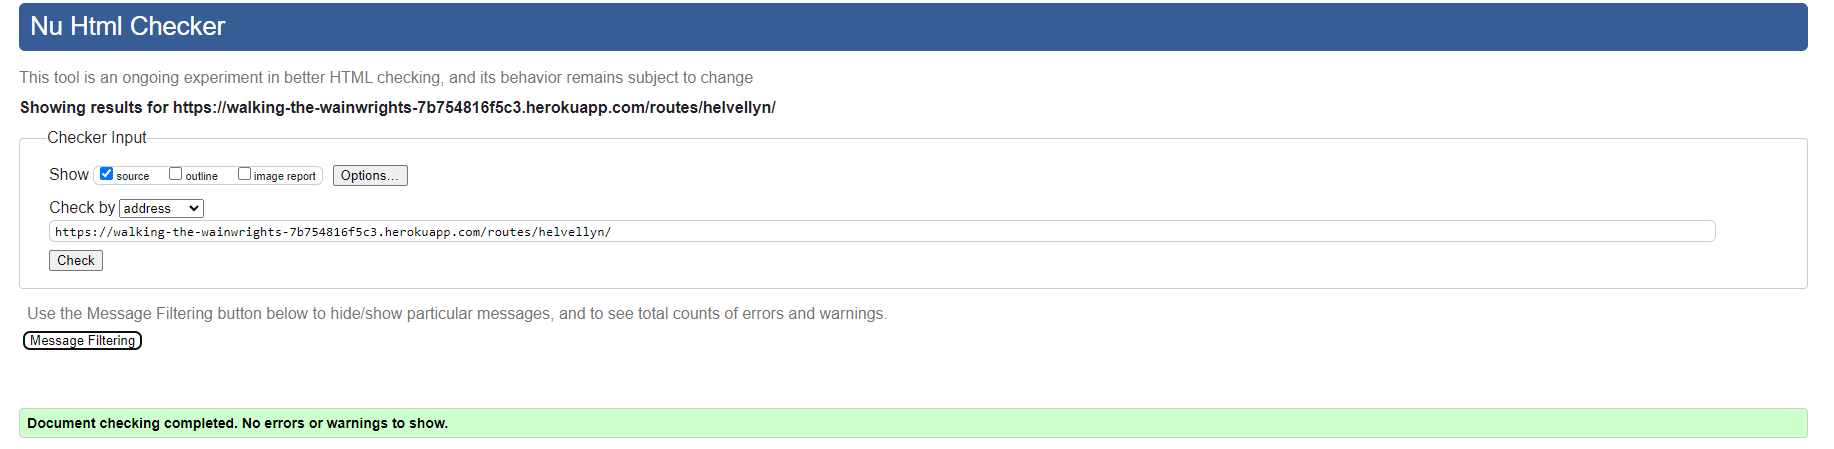 Nu Html Checker
This tool is an ongoing experiment in better HTML checking, and its behavior remains subject to change
Showing results for https://walking-the-wainwrights-7b754816f5c3.herokuapp.com/routes/helvellyn/
Checker Input
Show source outline image report Options...
Check by address
https://walking-the-wainwrights-7b754816f5c3.herokuapp.com/routes/helvellyn/
Check
Use the Message Filtering button below to hide/show particular messages, and to see total counts of errors and warnings.
Message Filtering
Document checking completed. No errors or warnings to show.